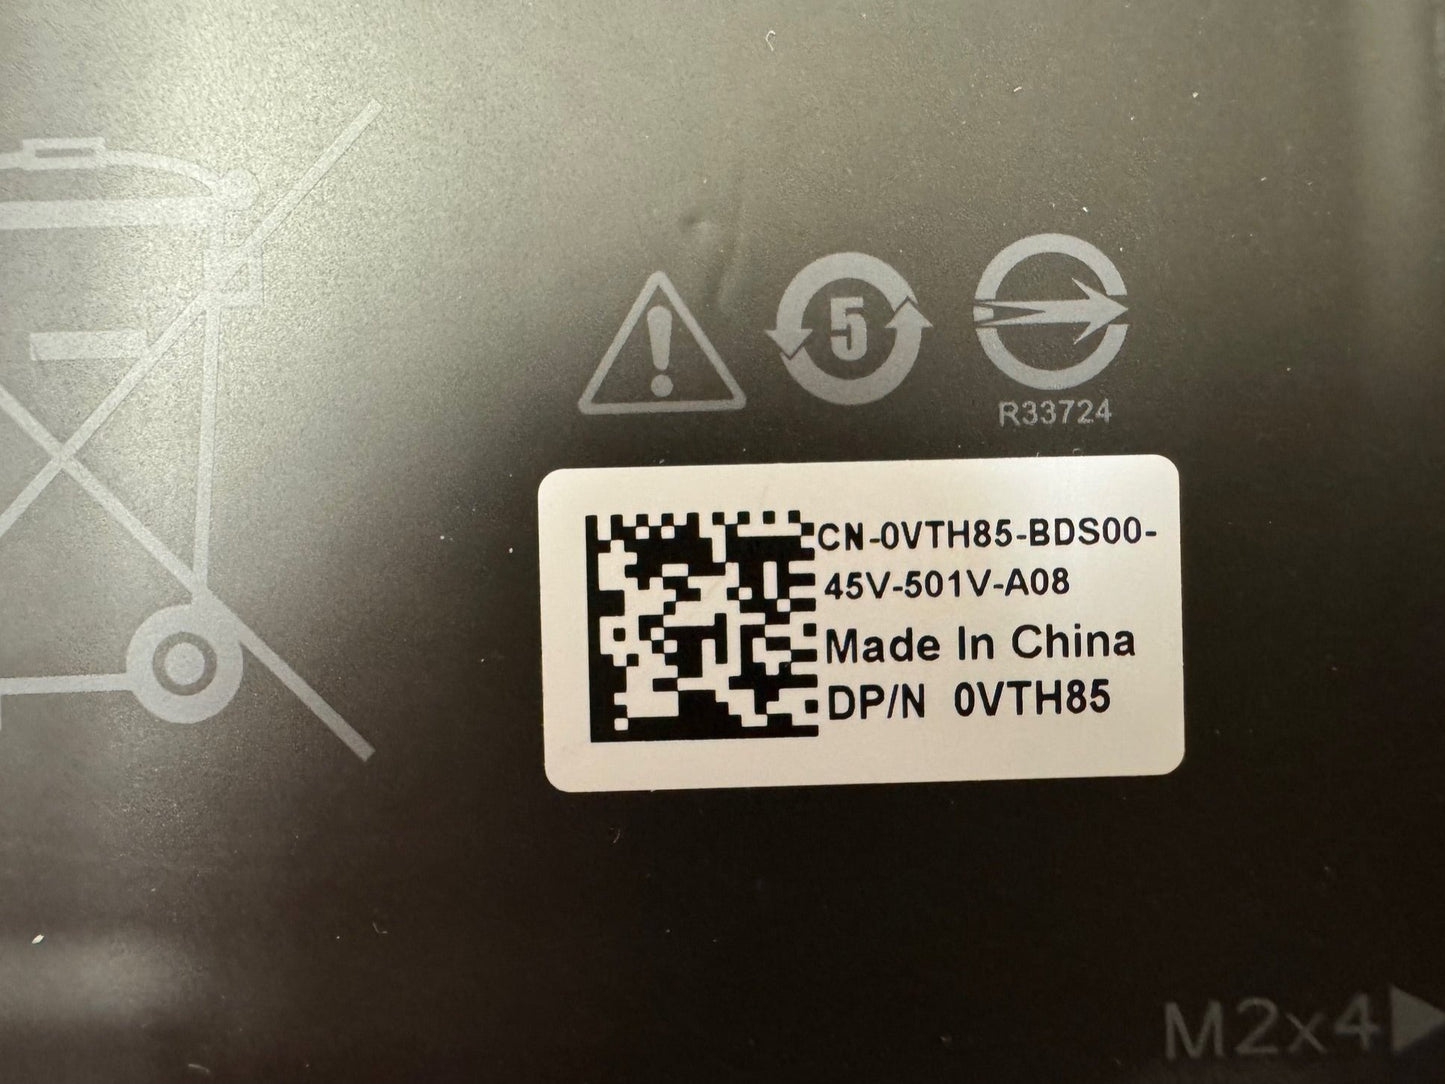 5
R33724
CN-0VTH85-BDS00-
45V-501V-A08
Made In China
DP/N 0VTH85
M2x4